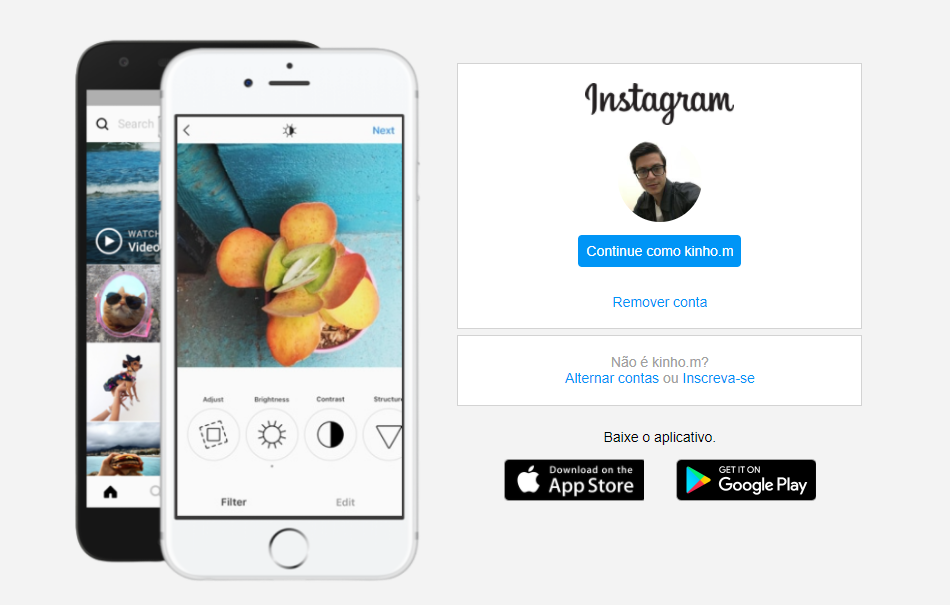 Search
WATCH
Video
Next
Adjust
Brightness
Contrast
Structure
Filter
Edit
Instagram
Continue como kinho.m
Remover conta
Não é kinho.m?
Alternar contas ou Inscreva-se
Baixe o aplicativo.
Download on the
App Store
GET IT ON
Google Play